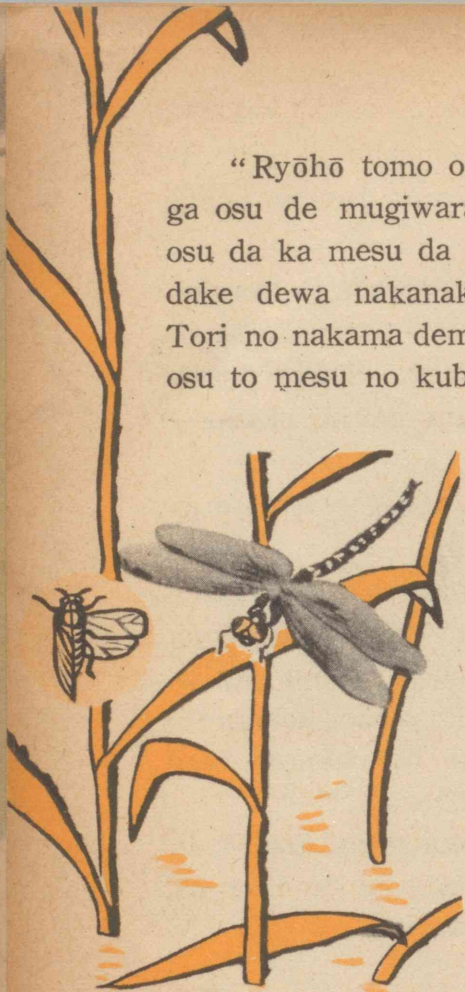 “Ryōhō tomo o
ga osu de mugiwara
osu da ka mesu da
dake dewa nakanak
Tori no nakama dem
osu to mesu no kub